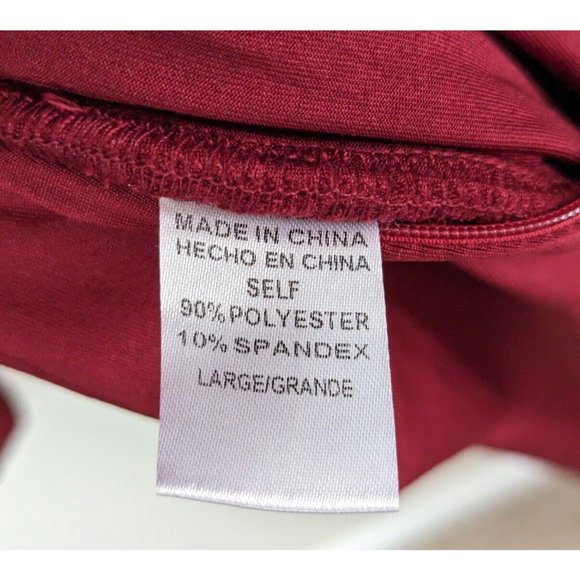 MADE IN CHINA
HECHO EN CHINA
SELF
90% POLYESTER
10% SPANDEX
LARGE/GRANDE